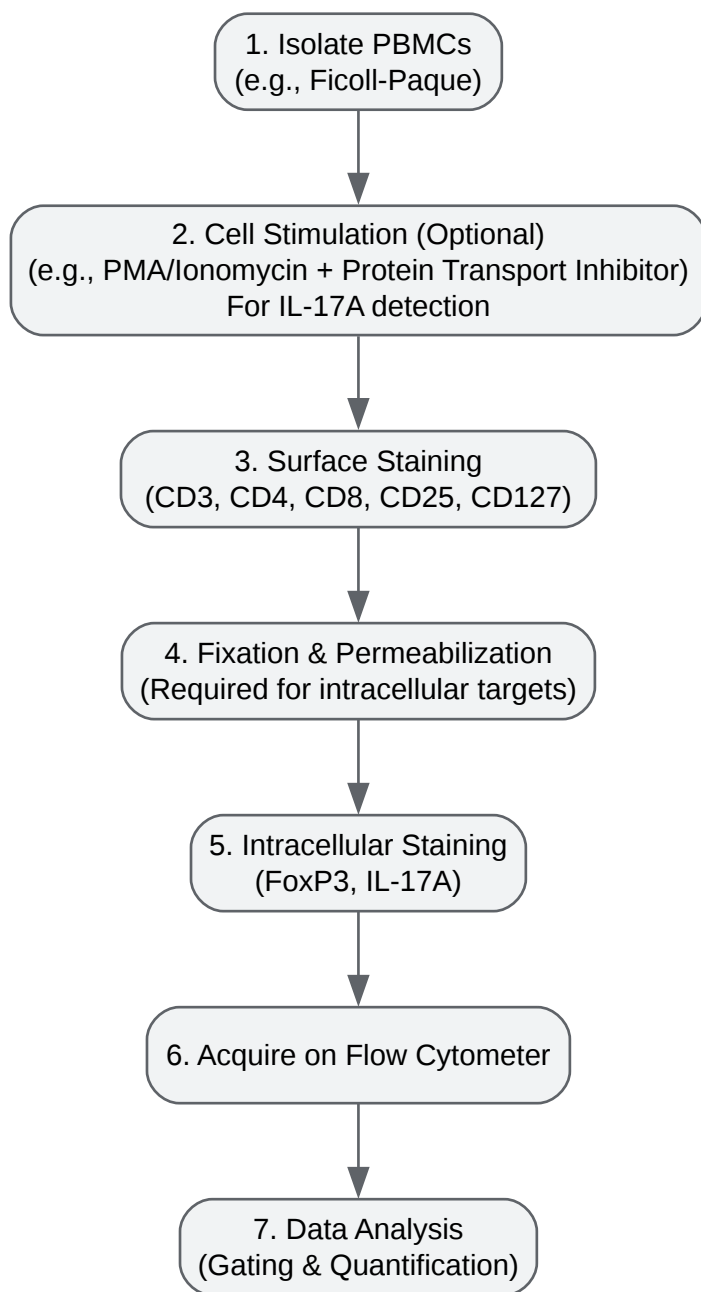 1. Isolate PBMCs
(e.g., Ficoll-Paque)
2. Cell Stimulation (Optional)
(e.g., PMA/Ionomycin + Protein Transport Inhibitor)
For IL-17A detection
3. Surface Staining
(CD3, CD4, CD8, CD25, CD127)
4. Fixation & Permeabilization
(Required for intracellular targets)
5. Intracellular Staining
(FoxP3, IL-17A)
6. Acquire on Flow Cytometer
7. Data Analysis
(Gating & Quantification)